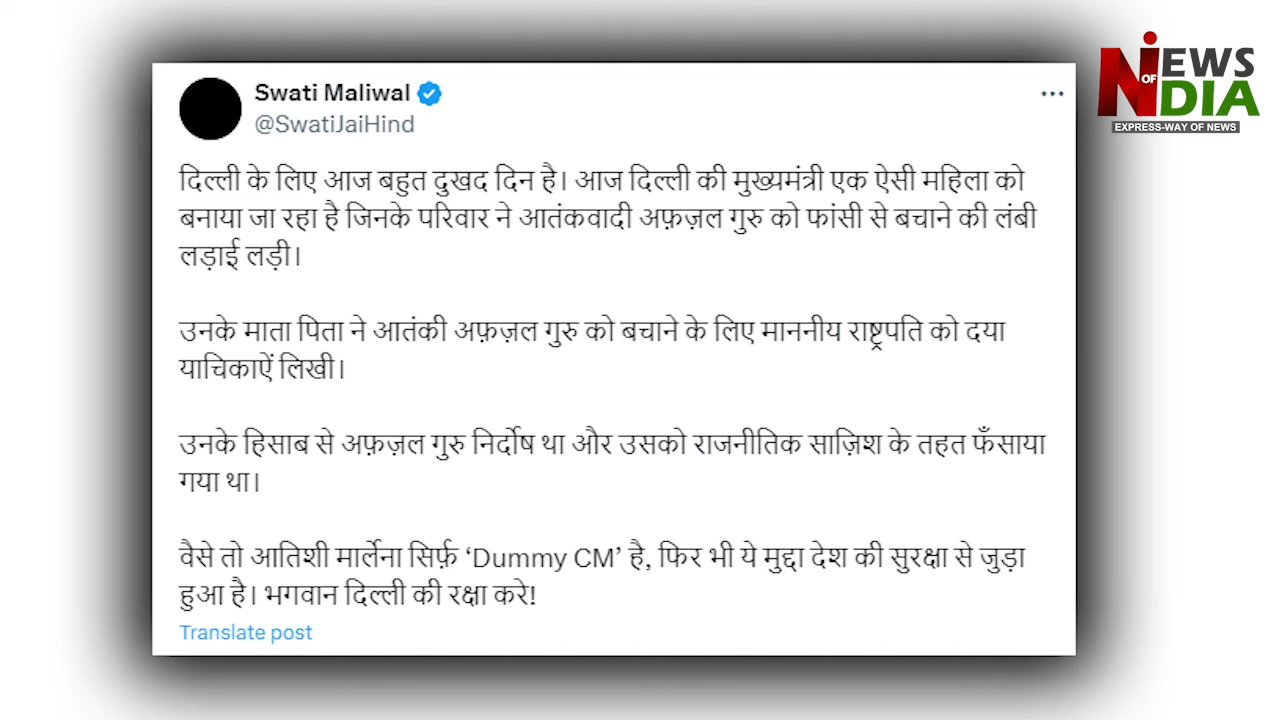 NEWS OF INDIA
EXPRESS-WAY OF NEWS
Swati Maliwal
@SwatiJaiHind
दिल्ली के लिए आज बहुत दुखद दिन है। आज दिल्ली की मुख्यमंत्री एक ऐसी महिला को
बनाया जा रहा है जिनके परिवार ने आतंकवादी अफ़ज़ल गुरु को फांसी से बचाने की लंबी
लड़ाई लड़ी।
उनके माता पिता ने आतंकी अफ़ज़ल गुरु को बचाने के लिए माननीय राष्ट्रपति को दया
याचिकाऐं लिखी।
उनके हिसाब से अफ़ज़ल गुरु निर्दोष था और उसको राजनीतिक साज़िश के तहत फँसाया
गया था।
वैसे तो आतिशी मार्लेना सिर्फ़ ‘Dummy CM’ है, फिर भी ये मुद्दा देश की सुरक्षा से जुड़ा
हुआ है। भगवान दिल्ली की रक्षा करे!
Translate post